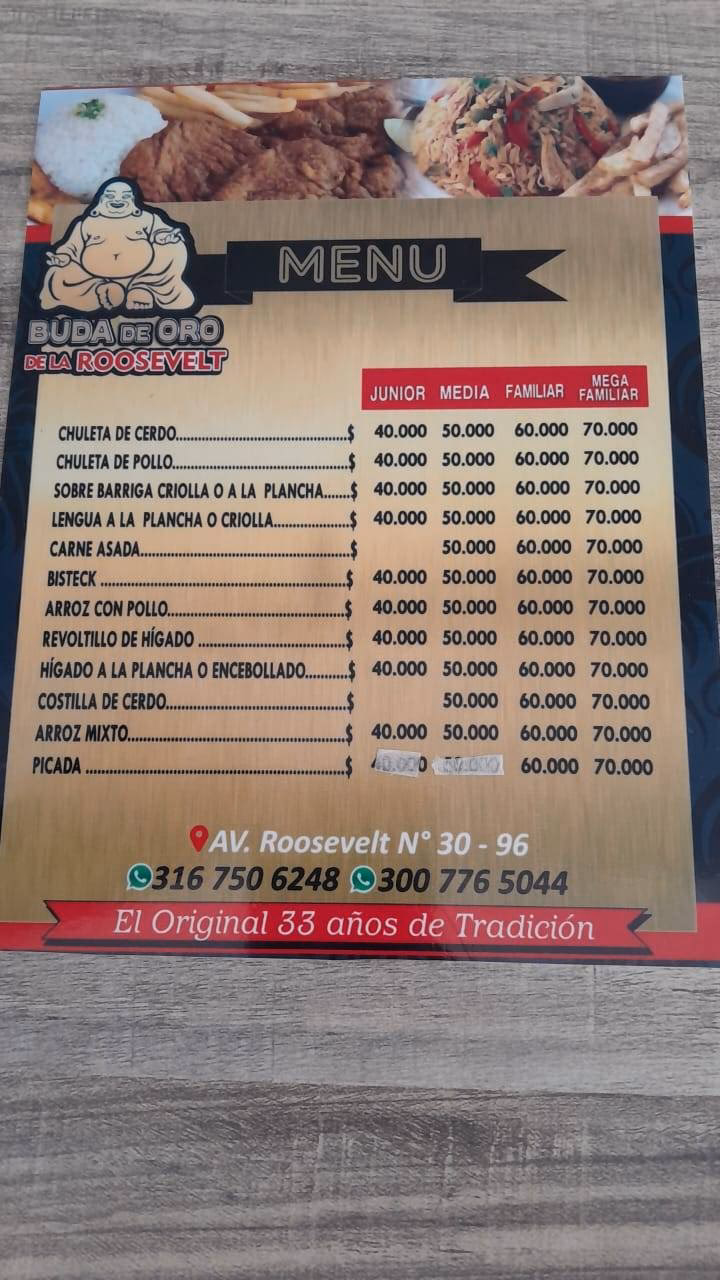 MENU
BUDA DE ORO
DE LA ROOSEVELT
JUNIOR MEDIA FAMILIAR MEGA FAMILIAR
CHULETA DE CERDO....................$ 40.000 50.000 60.000 70.000
CHULETA DE POLLO....................$ 40.000 50.000 60.000 70.000
SOBRE BARRIGA CRIOLLA O A LA PLANCHA.......$ 40.000 50.000 60.000 70.000
LENGUA A LA PLANCHA O CRIOLLA....................$ 40.000 50.000 60.000 70.000
CARNE ASADA....................$ 50.000 60.000 70.000
BISTECK ....................$ 40.000 50.000 60.000 70.000
ARROZ CON POLLO....................$ 40.000 50.000 60.000 70.000
REVOLTILLO DE HÍGADO ....................$ 40.000 50.000 60.000 70.000
HÍGADO A LA PLANCHA O ENCEBOLLADO...........$ 40.000 50.000 60.000 70.000
COSTILLA DE CERDO....................$ 50.000 60.000 70.000
ARROZ MIXTO....................$ 40.000 50.000 60.000 70.000
PICADA ....................$ 40.000 50.000 60.000 70.000
AV. Roosevelt N° 30 - 96
316 750 6248 300 776 5044
El Original 33 años de Tradición